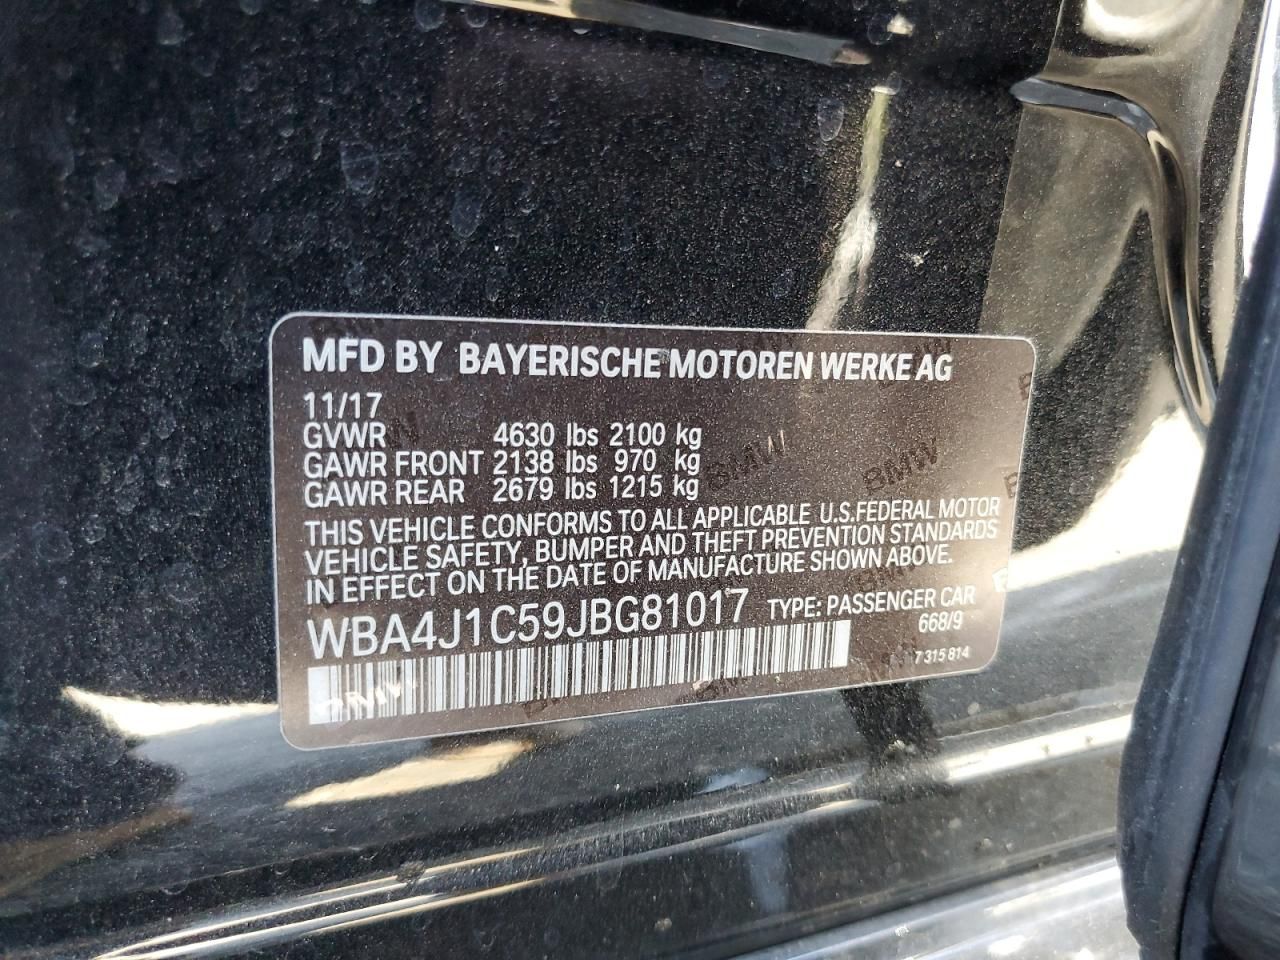 MFD BY BAYERISCHE MOTOREN WERKE AG
11/17
GVWR 4630 lbs 2100 kg
GAWR FRONT 2138 lbs 970 kg
GAWR REAR 2679 lbs 1215 kg
THIS VEHICLE CONFORMS TO ALL APPLICABLE U.S.FEDERAL MOTOR
VEHICLE SAFETY, BUMPER AND THEFT PREVENTION STANDARDS
IN EFFECT ON THE DATE OF MANUFACTURE SHOWN ABOVE.
WBA4J1C59JBG81017 TYPE: PASSENGER CAR
668/9
7 315 814